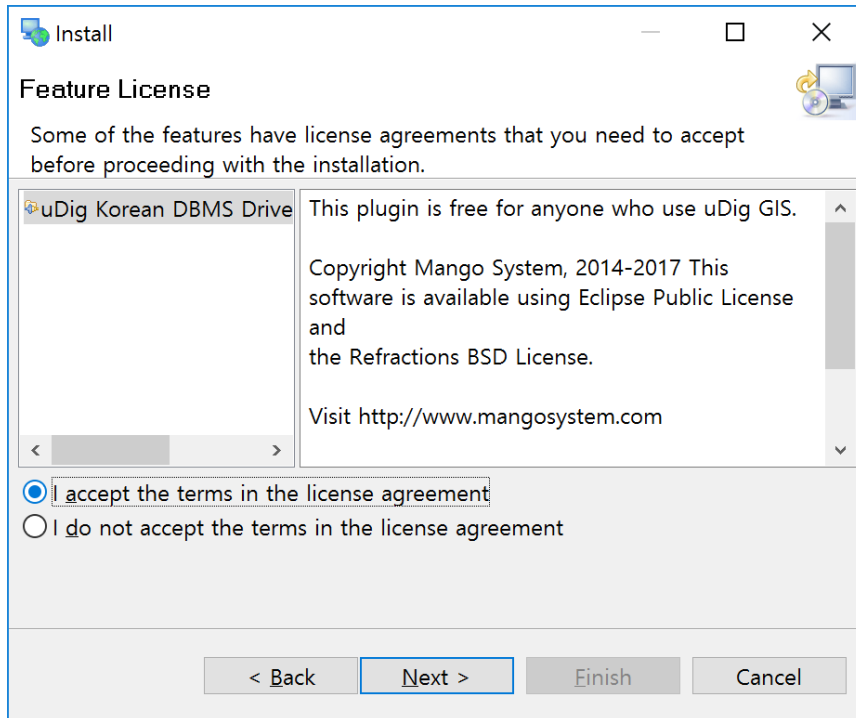 Install
Feature License
Some of the features have license agreements that you need to accept
before proceeding with the installation.
uDig Korean DBMS Drive
This plugin is free for anyone who use uDig GIS.
Copyright Mango System, 2014-2017 This
software is available using Eclipse Public License
and
the Refractions BSD License.
Visit http://www.mangosystem.com
I accept the terms in the license agreement
I do not accept the terms in the license agreement
< Back
Next >
Finish
Cancel